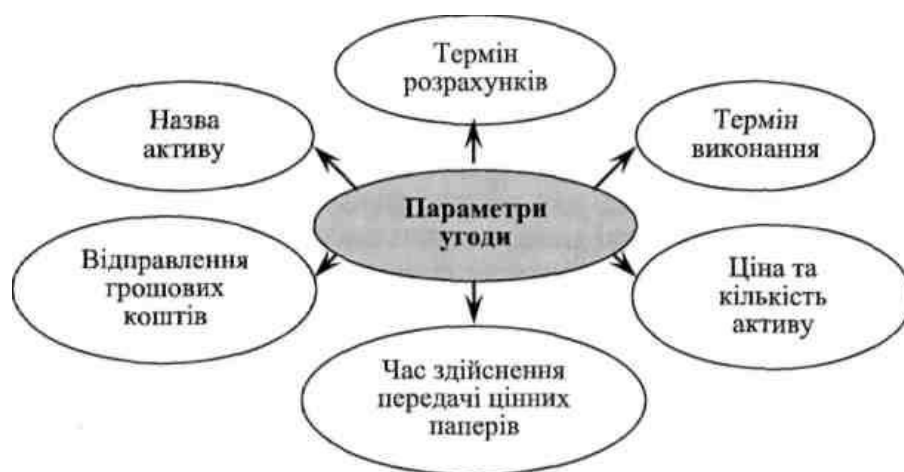 Термін
розрахунків
Назва
активу
Термін
виконання
Параметри
угоди
Відправлення
грошових
коштів
Ціна та
кількість
активу
Час здійснення
передачі цінних
паперів